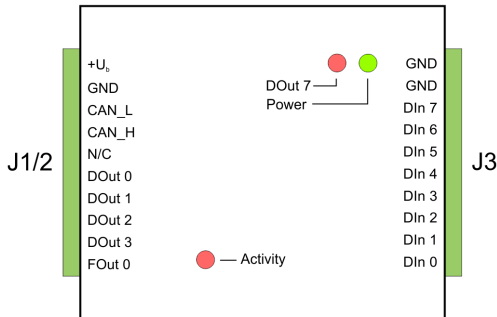 J1/2
+Ub
GND
CAN_L
CAN_H
N/C
DOut 0
DOut 1
DOut 2
DOut 3
FOut 0
DOut 7
Power
Activity
GND
GND
DIn 7
DIn 6
DIn 5
DIn 4
DIn 3
DIn 2
DIn 1
DIn 0
J3